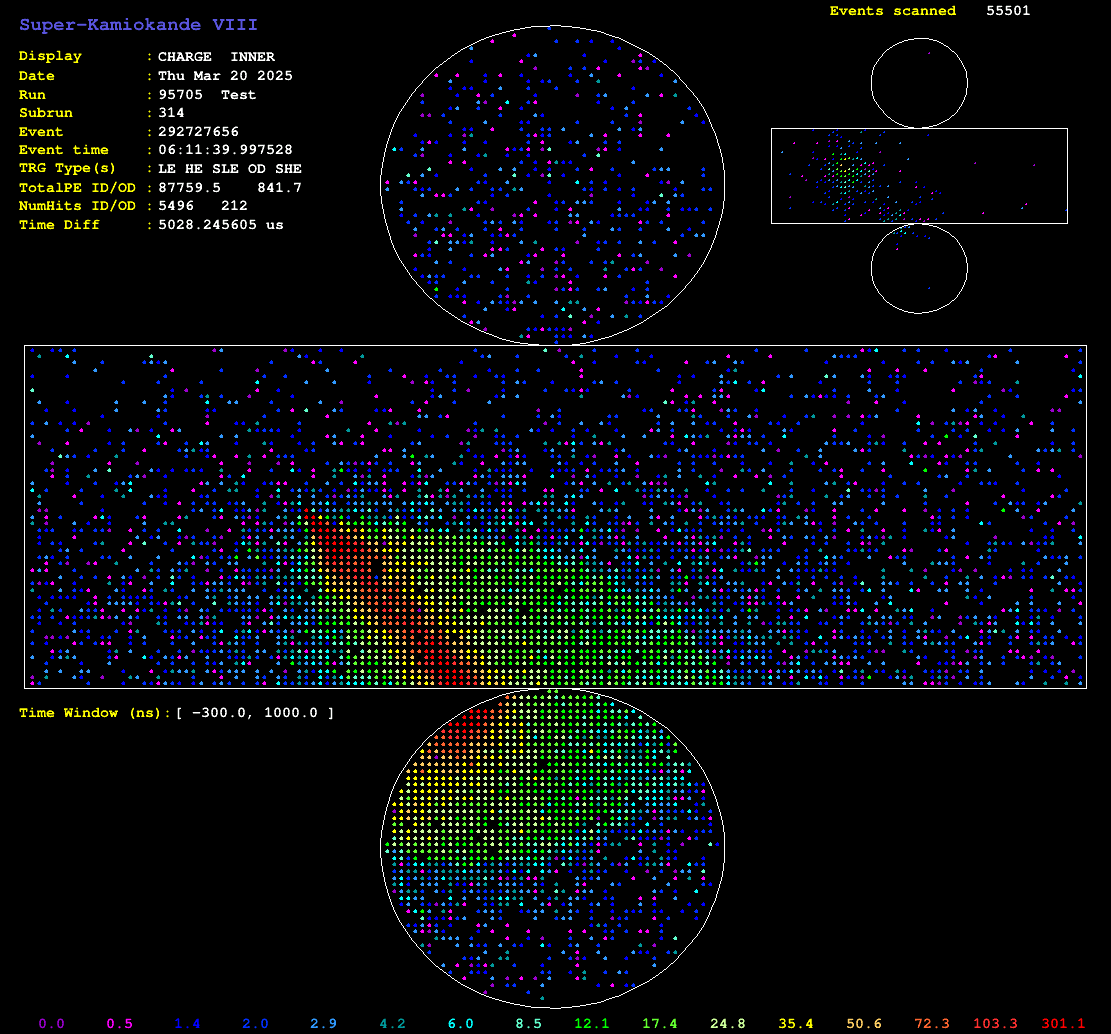 Super-Kamiokande VIII
Events scanned 55501
Display : CHARGE INNER
Date : Thu Mar 20 2025
Run : 95705 Test
Subrun : 314
Event : 292727656
Event time : 06:11:39.997528
TRG Type(s) : LE HE SLE OD SHE
TotalPE ID/OD : 87759.5 841.7
NumHits ID/OD : 5496 212
Time Diff : 5028.245605 us
Time Window (ns):[ -300.0, 1000.0 ]
0.0 0.5 1.4 2.0 2.9 4.2 6.0 8.5 12.1 17.4 24.8 35.4 50.6 72.3 103.3 301.1